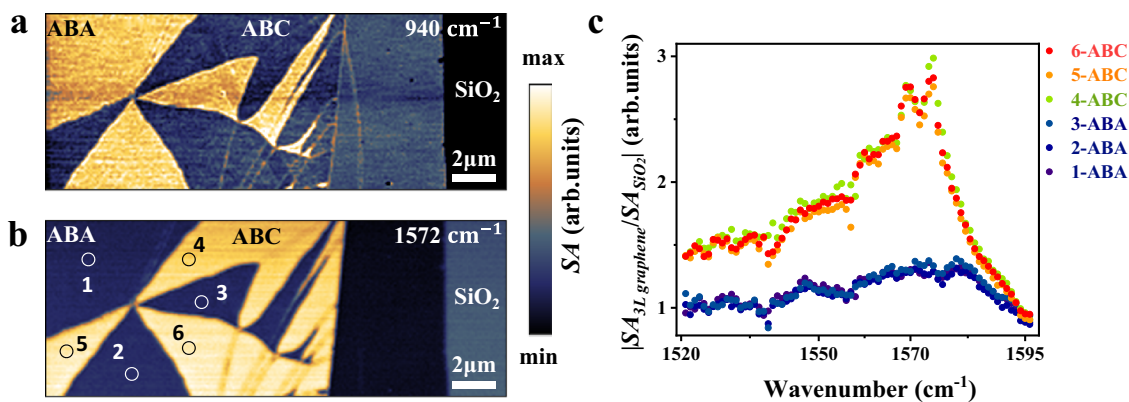 a
ABA
ABC
940 cm⁻¹
SiO₂
2μm
max
SA (arb.units)
min
b
ABA
ABC
1572 cm⁻¹
4
1
3
SiO₂
5
2
6
2μm
c
|SA3L graphene/SASiO2| (arb.units)
3
2
1
1520
1550
1570
1595
Wavenumber (cm⁻¹)
6-ABC
5-ABC
4-ABC
3-ABA
2-ABA
1-ABA